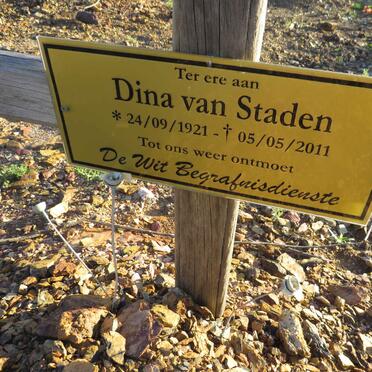 Ter ere aan
Dina van Staden
* 24/09/1921 - † 05/05/2011
Tot ons weer ontmoet
De Wit Begrafnisdienste